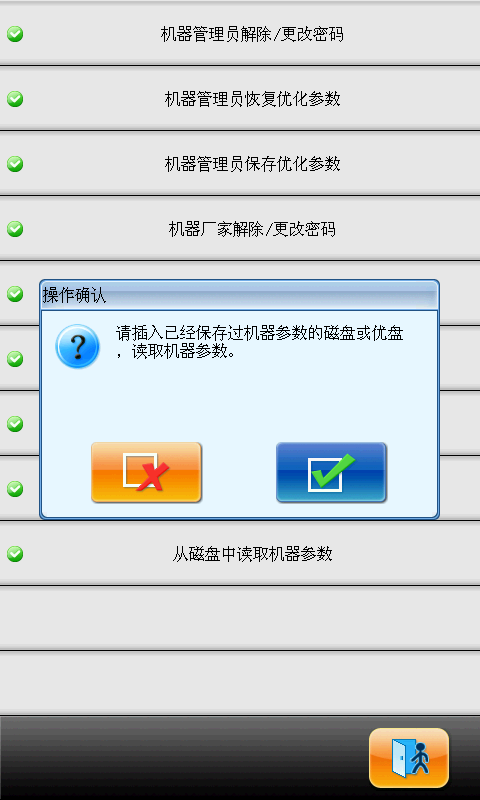 机器管理员解除/更改密码
机器管理员恢复优化参数
机器管理员保存优化参数
机器厂家解除/更改密码
操作确认
请插入已经保存过机器参数的磁盘或优盘
，读取机器参数。
从磁盘中读取机器参数